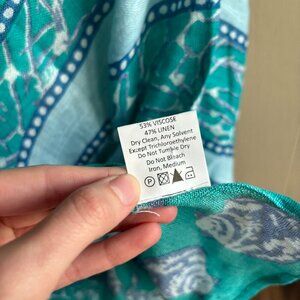 53% VISCOSE
47% LINEN
Dry Clean, Any Solvent
Except Trichloroethylene
Do Not Tumble Dry
Do Not Bleach
Iron, Medium
P